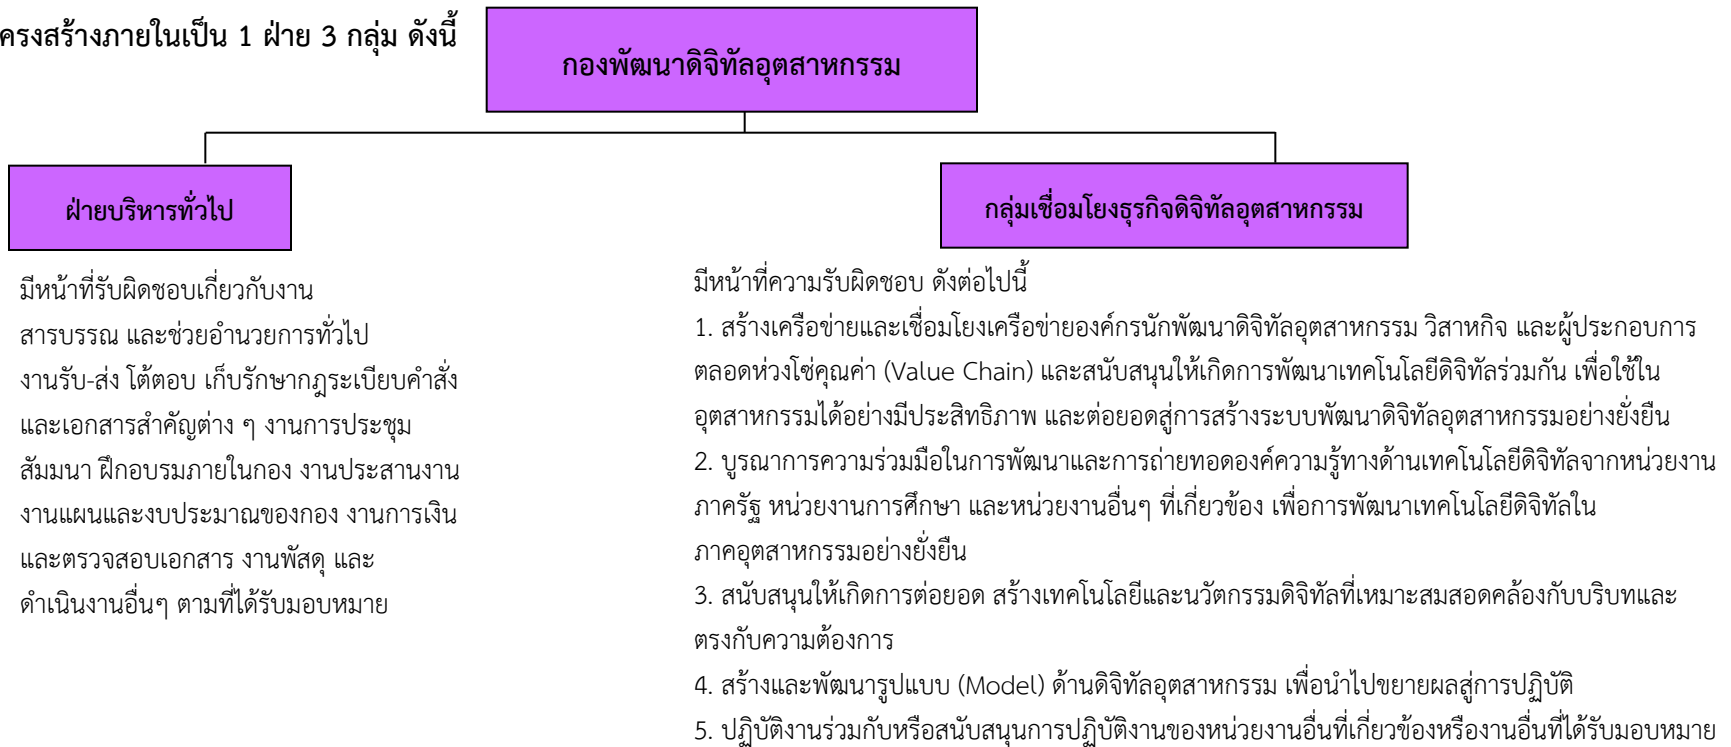 ครงสร้างภายในเป็น 1 ฝ่าย 3 กลุ่ม ดังนี้
กองพัฒนาดิจิทัลอุตสาหกรรม
ฝ่ายบริหารทั่วไป
มีหน้าที่รับผิดชอบเกี่ยวกับงาน
สารบรรณ และช่วยอำนวยการทั่วไป
งานรับ-ส่ง โต้ตอบ เก็บรักษากฎระเบียบคำสั่ง
และเอกสารสำคัญต่าง ๆ งานการประชุม
สัมมนา ฝึกอบรมภายในกอง งานประสานงาน
งานแผนและงบประมาณของกอง งานการเงิน
และตรวจสอบเอกสาร งานพัสดุ และ
ดำเนินงานอื่นๆ ตามที่ได้รับมอบหมาย
กลุ่มเชื่อมโยงธุรกิจดิจิทัลอุตสาหกรรม
มีหน้าที่ความรับผิดชอบ ดังต่อไปนี้
1. สร้างเครือข่ายและเชื่อมโยงเครือข่ายองค์กรนักพัฒนาดิจิทัลอุตสาหกรรม วิสาหกิจ และผู้ประกอบการ
ตลอดห่วงโซ่คุณค่า (Value Chain) และสนับสนุนให้เกิดการพัฒนาเทคโนโลยีดิจิทัลร่วมกัน เพื่อใช้ใน
อุตสาหกรรมได้อย่างมีประสิทธิภาพ และต่อยอดสู่การสร้างระบบพัฒนาดิจิทัลอุตสาหกรรมอย่างยั่งยืน
2. บูรณาการความร่วมมือในการพัฒนาและการถ่ายทอดองค์ความรู้ทางด้านเทคโนโลยีดิจิทัลจากหน่วยงาน
ภาครัฐ หน่วยงานการศึกษา และหน่วยงานอื่นๆ ที่เกี่ยวข้อง เพื่อการพัฒนาเทคโนโลยีดิจิทัลใน
ภาคอุตสาหกรรมอย่างยั่งยืน
3. สนับสนุนให้เกิดการต่อยอด สร้างเทคโนโลยีและนวัตกรรมดิจิทัลที่เหมาะสมสอดคล้องกับบริบทและ
ตรงกับความต้องการ
4. สร้างและพัฒนารูปแบบ (Model) ด้านดิจิทัลอุตสาหกรรม เพื่อนำไปขยายผลสู่การปฏิบัติ
5. ปฏิบัติงานร่วมกับหรือสนับสนุนการปฏิบัติงานของหน่วยงานอื่นที่เกี่ยวข้องหรืองานอื่นที่ได้รับมอบหมาย